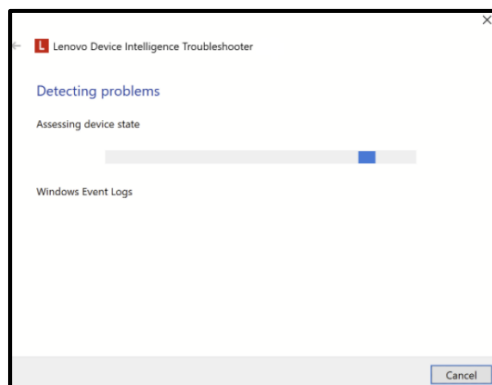 L Lenovo Device Intelligence Troubleshooter
Detecting problems
Assessing device state
Windows Event Logs
Cancel